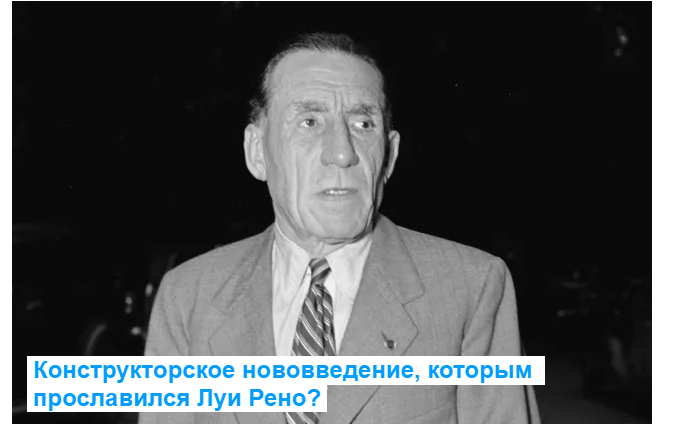 Конструкторское нововведение, которым
прославился Луи Рено?